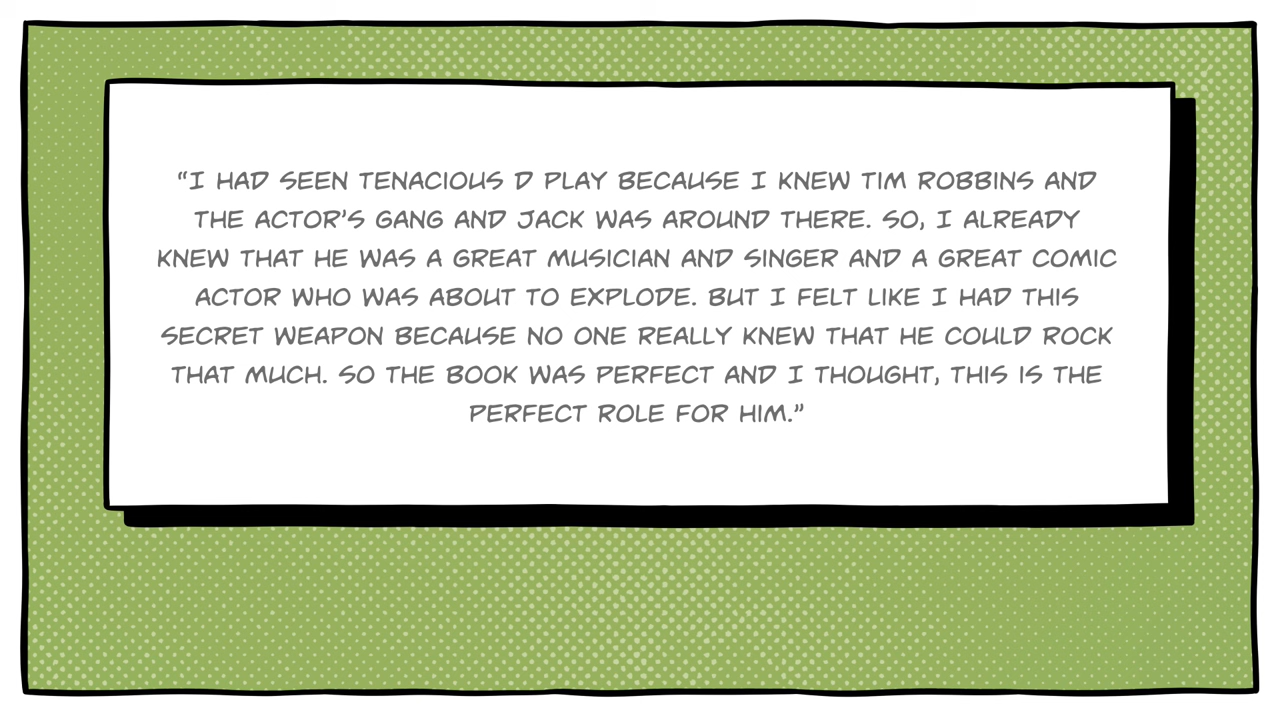 “I HAD SEEN TENACIOUS D PLAY BECAUSE I KNEW TIM ROBBINS AND
THE ACTOR’S GANG AND JACK WAS AROUND THERE. SO, I ALREADY
KNEW THAT HE WAS A GREAT MUSICIAN AND SINGER AND A GREAT COMIC
ACTOR WHO WAS ABOUT TO EXPLODE. BUT I FELT LIKE I HAD THIS
SECRET WEAPON BECAUSE NO ONE REALLY KNEW THAT HE COULD ROCK
THAT MUCH. SO THE BOOK WAS PERFECT AND I THOUGHT, THIS IS THE
PERFECT ROLE FOR HIM.”